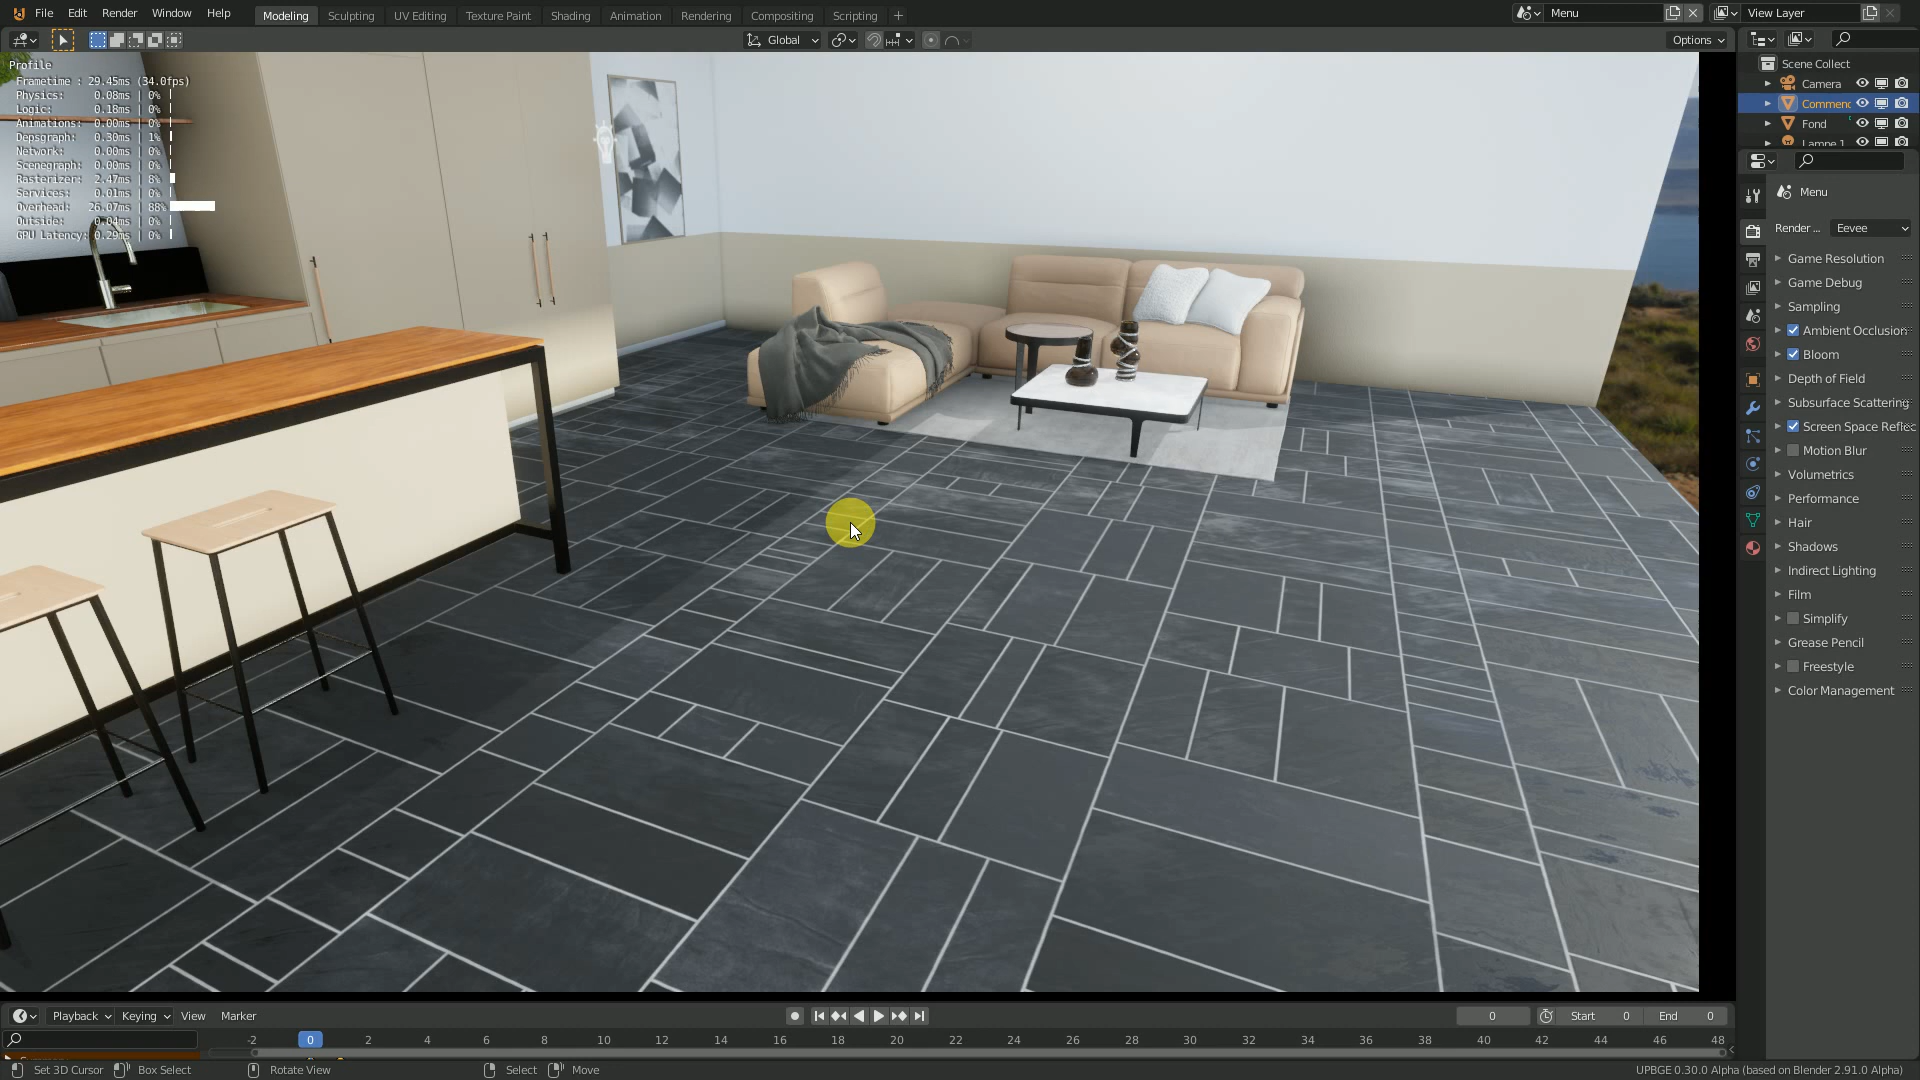 File Edit Render Window Help Modeling Sculpting UV Editing Texture Paint Shading Animation Rendering Compositing Scripting + Menu View Layer
Global Options
Profile
Frametime : 29.45ms (34.0fps)
Physics: 0.08ms | 0%
Logic: 0.18ms | 0%
Animations: 0.00ms | 0%
Depsgraph: 0.30ms | 1%
Network: 0.00ms | 0%
Scenegraph: 0.00ms | 0%
Rasterizer: 2.47ms | 8%
Services: 0.01ms | 0%
Overhead: 26.07ms | 88%
Outside: 0.04ms | 0%
GPU Latency: 0.29ms | 0%
Scene Collect
Camera
Commenc
Fond
Lampe 1
Menu
Render ... Eevee
Game Resolution
Game Debug
Sampling
Ambient Occlusion
Bloom
Depth of Field
Subsurface Scattering
Screen Space Reflec
Motion Blur
Volumetrics
Performance
Hair
Shadows
Indirect Lighting
Film
Simplify
Grease Pencil
Freestyle
Color Management
Playback Keying View Marker 0 Start 0 End 0
-2 0 2 4 6 8 10 12 14 16 18 20 22 24 26 28 30 32 34 36 38 40 42 44 46 48
Set 3D Cursor Box Select Rotate View Select Move UPBGE 0.30.0 Alpha (based on Blender 2.91.0 Alpha)